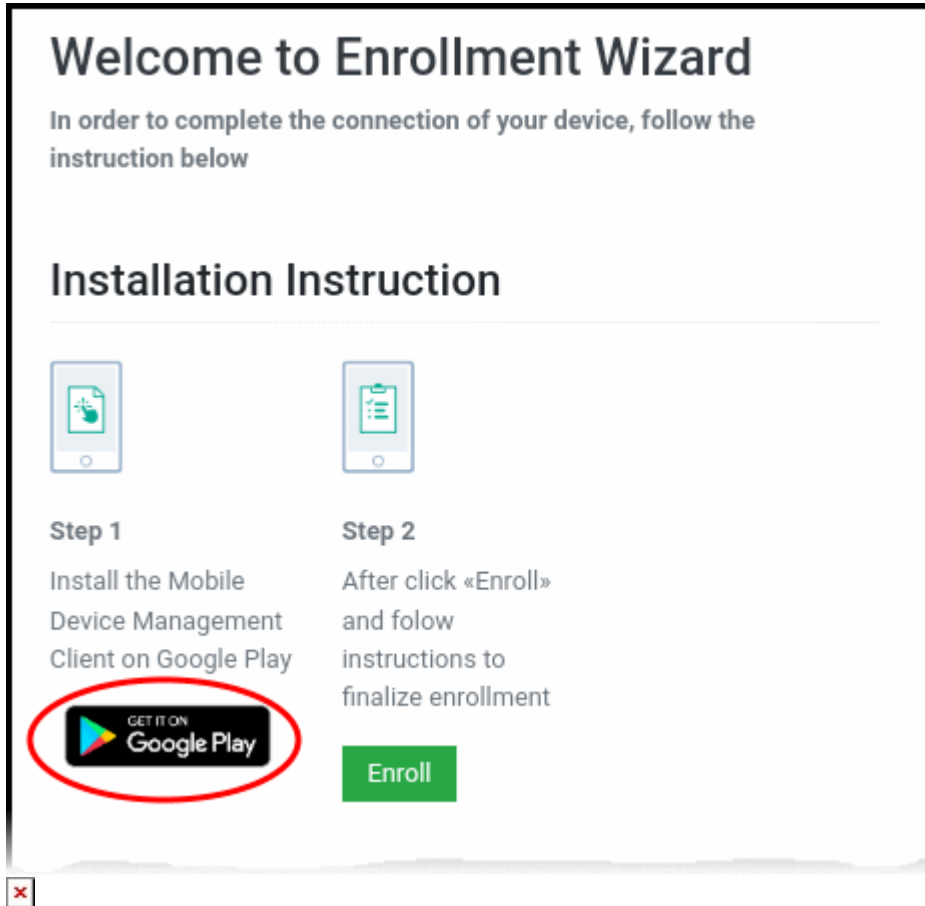 Welcome to Enrollment Wizard
In order to complete the connection of your device, follow the
instruction below
Installation Instruction
Step 1
Install the Mobile
Device Management
Client on Google Play
GET IT ON
Google Play
Step 2
After click «Enroll»
and folow
instructions to
finalize enrollment
Enroll